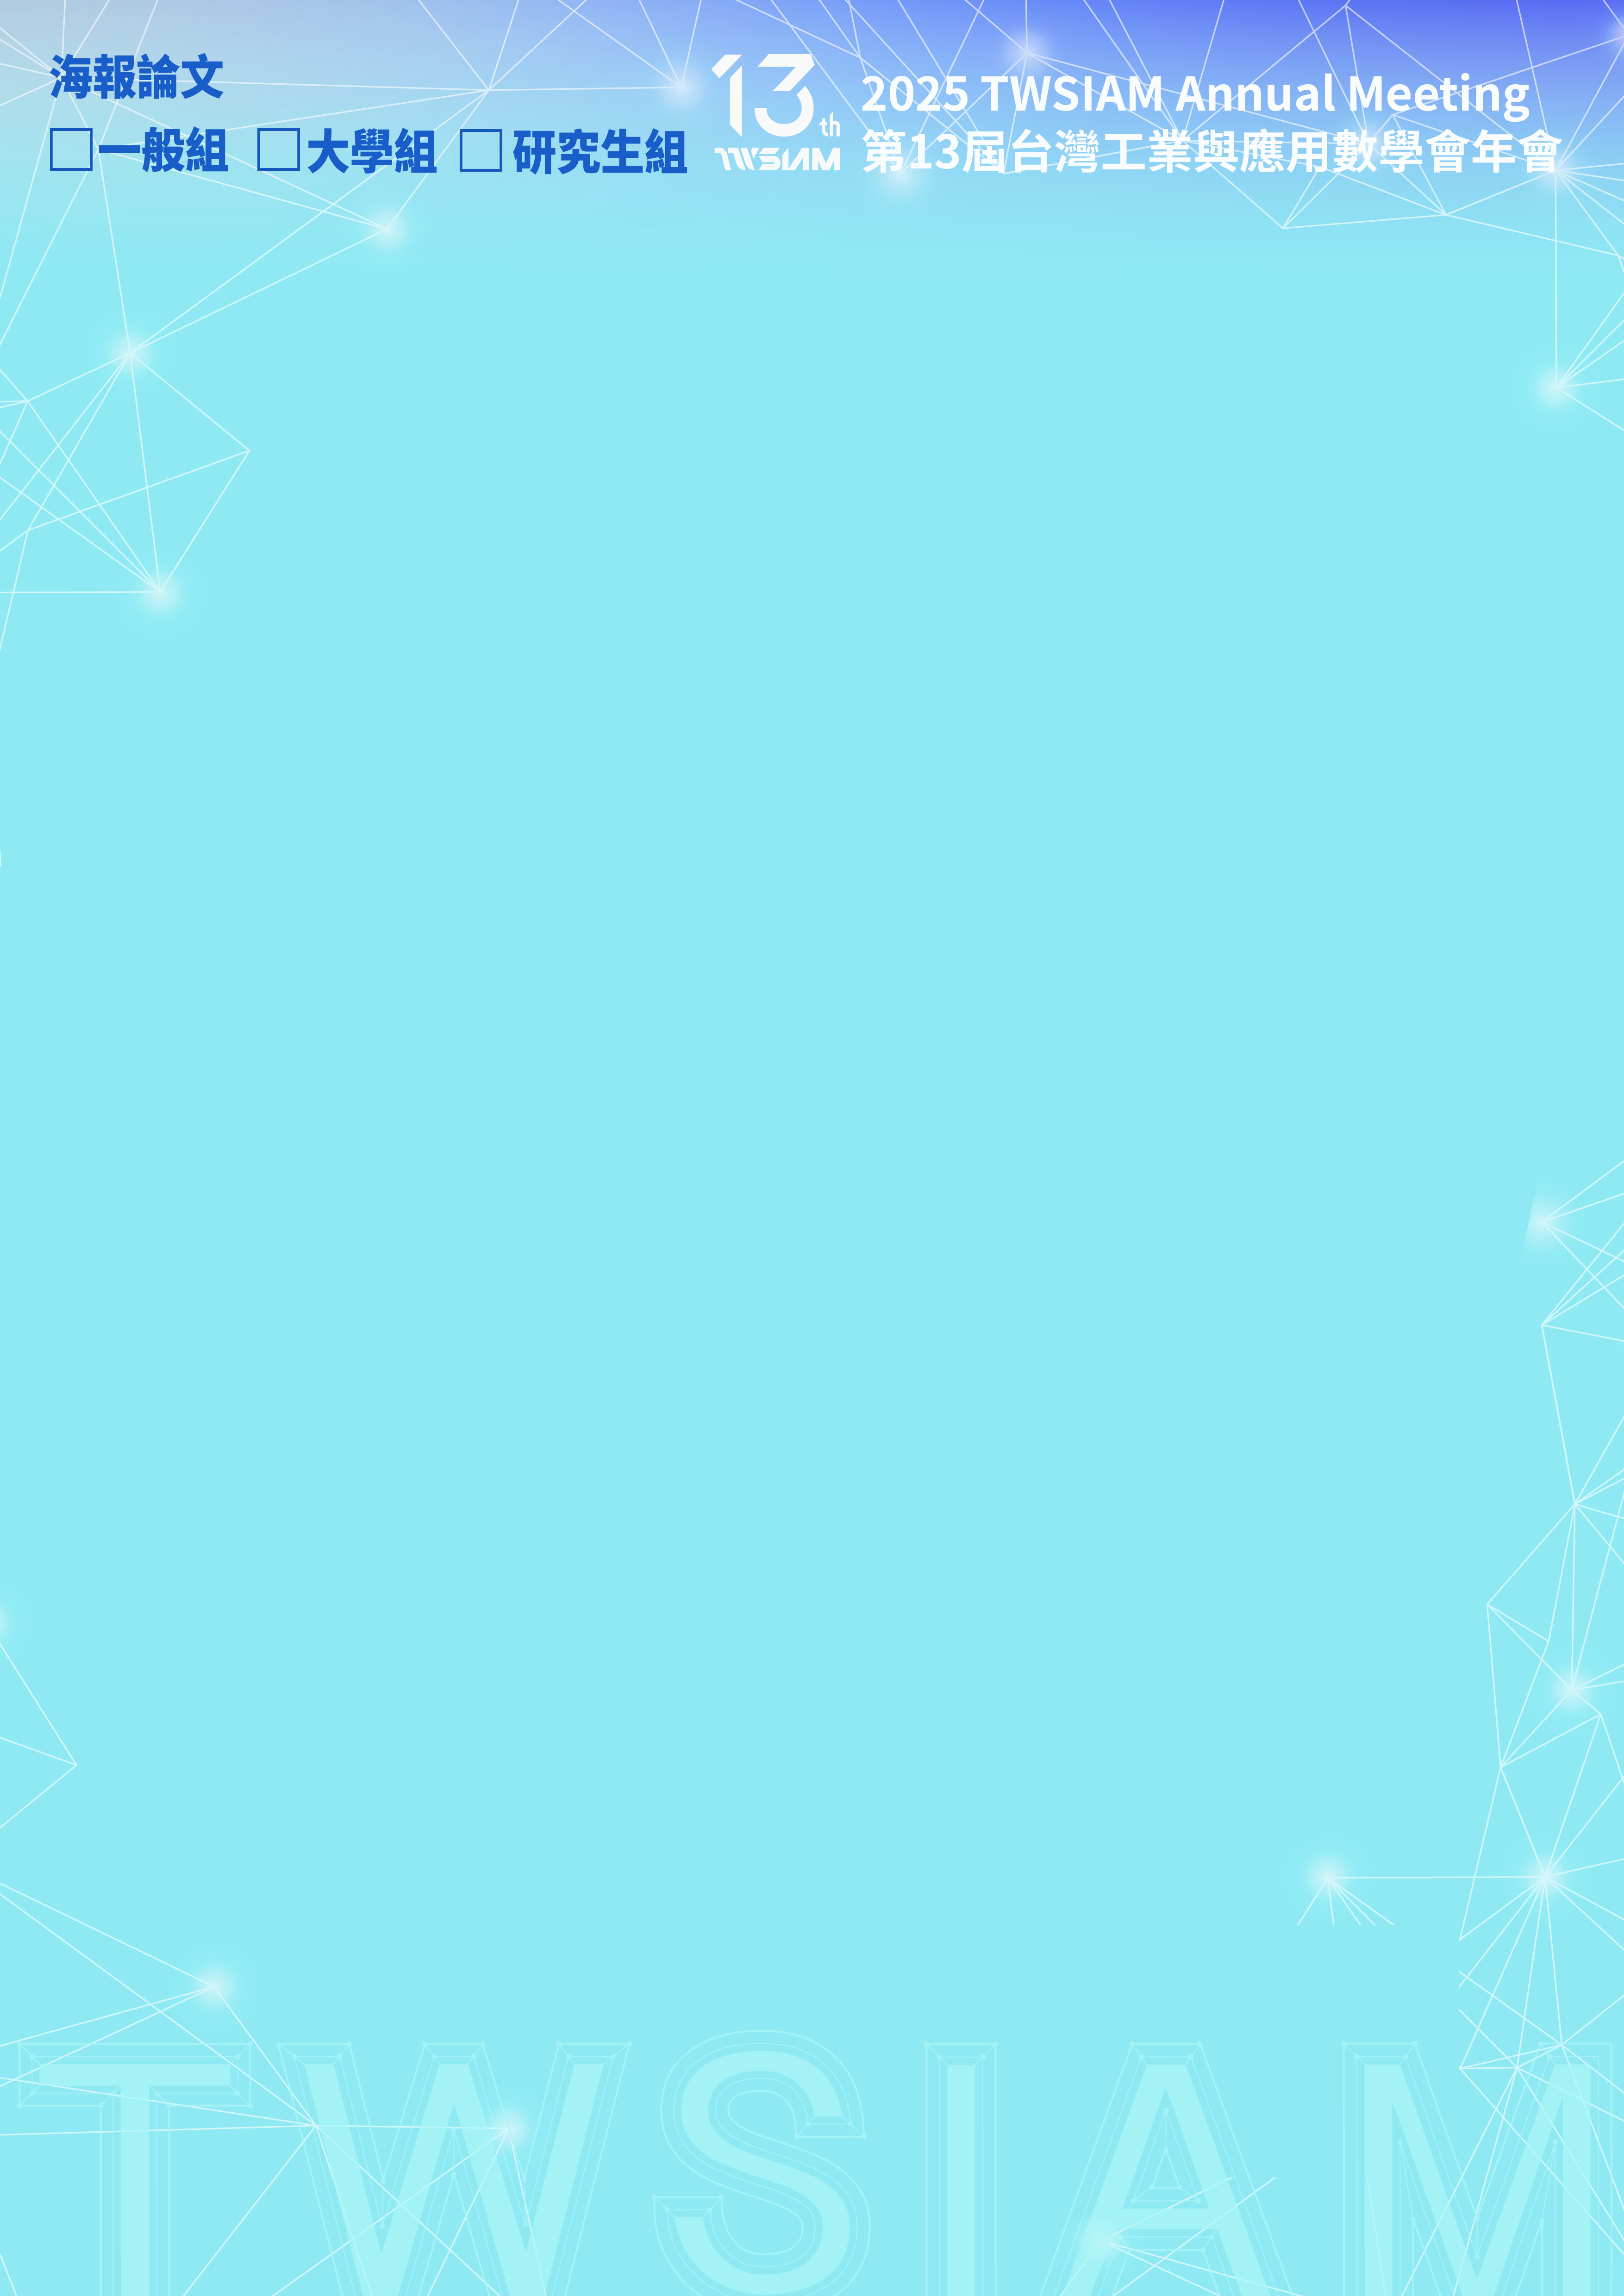 海報論文
□一般組 □大學組 □研究生組
13th
TWSIAM
2025 TWSIAM Annual Meeting
第13屆台灣工業與應用數學會年會
TWSIAM